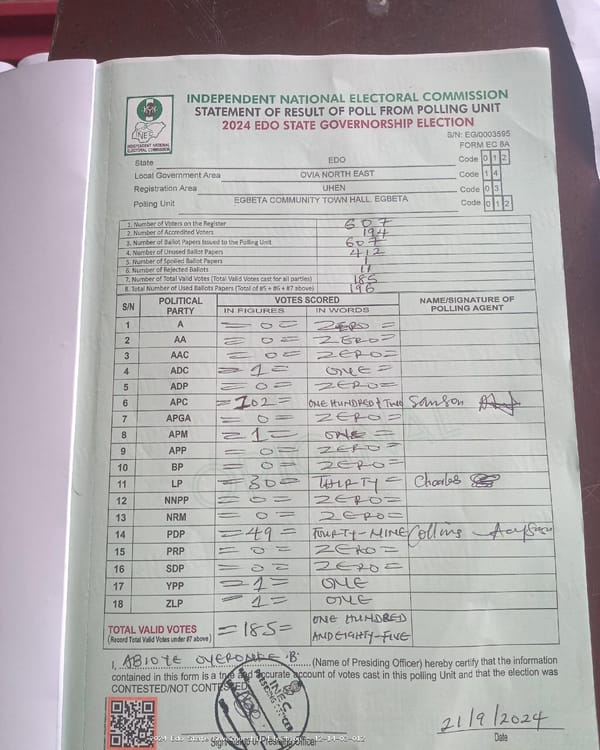 INDEPENDENT NATIONAL ELECTORAL COMMISSION
STATEMENT OF RESULT OF POLL FROM POLLING UNIT
2024 EDO STATE GOVERNORSHIP ELECTION
INEC
INDEPENDENT NATIONAL ELECTORAL COMMISSION
S/N: EG/0003595
FORM EC 8A
State EDO Code 0 1 2
Local Government Area OVIA NORTH EAST Code 1 4
Registration Area UHEN Code 0 3
Polling Unit EGBETA COMMUNITY TOWN HALL, EGBETA Code 0 1 2
1. Number of Voters on the Register 607
2. Number of Accredited Voters 194
3. Number of Ballot Papers Issued to the Polling Unit 607
4. Number of Unused Ballot Papers 412
5. Number of Spoiled Ballot Papers
6. Number of Rejected Ballots 11
7. Number of Total Valid Votes (Total Valid Votes cast for all parties) 185
8. Total Number of Used Ballots Papers (Total of #5 + #6 + #7 above) 196
S/N POLITICAL PARTY VOTES SCORED NAME/SIGNATURE OF POLLING AGENT
IN FIGURES IN WORDS
1 A =0= ZERO=
2 AA =0= ZERO=
3 AAC =0= ZERO=
4 ADC =1= ONE=
5 ADP =0= ZERO=
6 APC =102= ONE HUNDRED & TWO Samson
7 APGA =0= ZERO=
8 APM =1= ONE=
9 APP =0= ZERO=
10 BP =0= ZERO=
11 LP =30= THIRTY= Charles
12 NNPP =0= ZERO=
13 NRM =0= ZERO=
14 PDP =49= FOURTY-NINE Collins
15 PRP =0= ZERO=
16 SDP =0= ZERO=
17 YPP =1= ONE
18 ZLP =1= ONE
TOTAL VALID VOTES =185= ONE HUNDRED
(Record Total Valid Votes under #7 above) AND EIGHTY-FIVE
I, ABIOYE OYERONKE .B. (Name of Presiding Officer) hereby certify that the information
contained in this form is a true and accurate account of votes cast in this polling Unit and that the election was
CONTESTED/NOT CONTESTED
INEC
21/9/2024
Signature of Presiding Officer Date